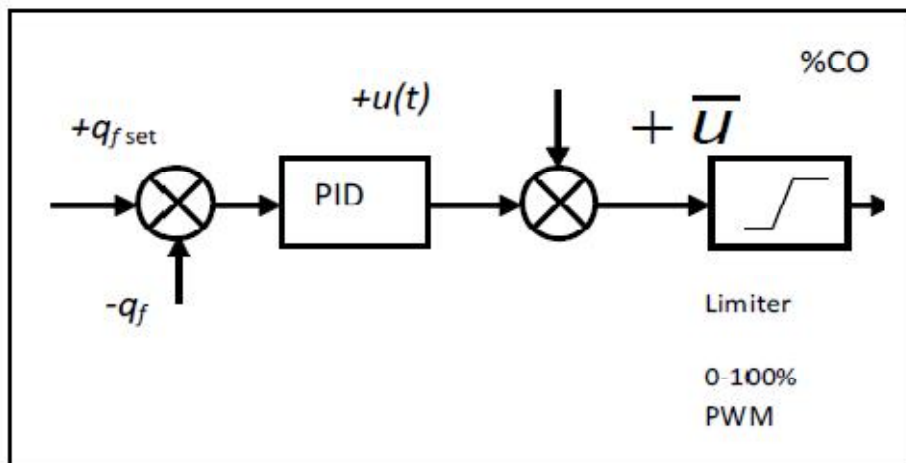 %CO
+u(t)
+ū
+q_f set
PID
-q_f
Limiter
0-100%
PWM